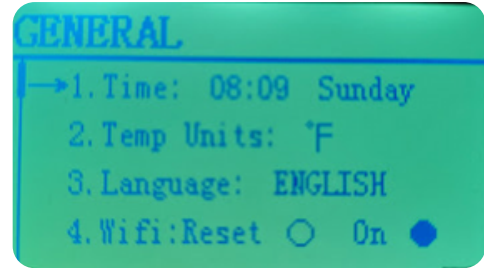 GENERAL
→1.Time: 08:09 Sunday
2.Temp Units: °F
3.Language: ENGLISH
4.Wifi:Reset ○ On ●